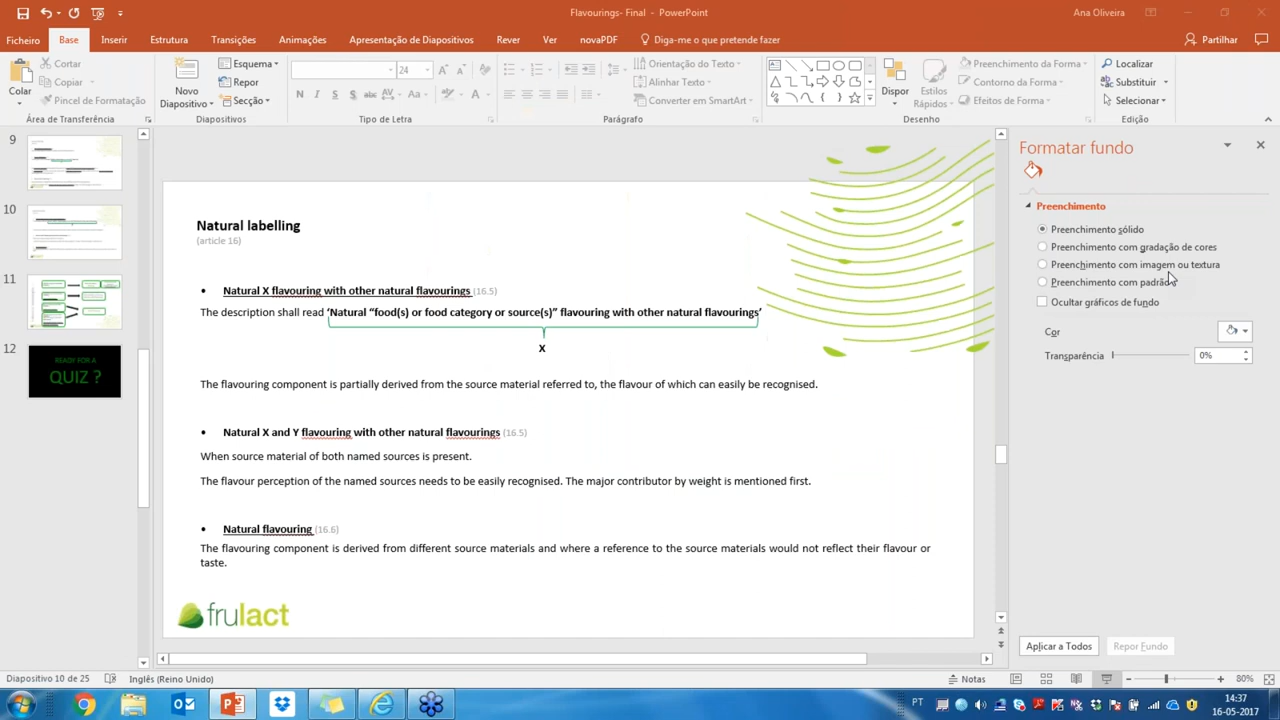 Flavourings- Final - PowerPoint
Ana Oliveira
Ficheiro Base Inserir Estrutura Transições Animações Apresentação de Diapositivos Rever Ver novaPDF Diga-me o que pretende fazer Partilhar
Colar
Cortar
Copiar
Pincel de Formatação
Área de Transferência
Novo Diapositivo
Esquema
Repor
Secção
Diapositivos
24
N I S S abc AV Aa A
Tipo de Letra
Orientação do Texto
Alinhar Texto
Converter em SmartArt
Parágrafo
Dispor
Estilos Rápidos
Preenchimento da Forma
Contorno da Forma
Efeitos de Forma
Desenho
Localizar
Substituir
Selecionar
Edição
9
10
11
12
READY FOR A
QUIZ ?
Natural labelling
(article 16)
• Natural X flavouring with other natural flavourings (16.5)
The description shall read ‘Natural “food(s) or food category or source(s)” flavouring with other natural flavourings’
X
The flavouring component is partially derived from the source material referred to, the flavour of which can easily be recognised.
• Natural X and Y flavouring with other natural flavourings (16.5)
When source material of both named sources is present.
The flavour perception of the named sources needs to be easily recognised. The major contributor by weight is mentioned first.
• Natural flavouring (16.6)
The flavouring component is derived from different source materials and where a reference to the source materials would not reflect their flavour or
taste.
frulact
Formatar fundo
Preenchimento
Preenchimento sólido
Preenchimento com gradação de cores
Preenchimento com imagem ou textura
Preenchimento com padrão
Ocultar gráficos de fundo
Cor
Transparência 0%
Aplicar a Todos Repor Fundo
Diapositivo 10 de 25 Inglês (Reino Unido) Notas 80%
PT
14:37
16-05-2017